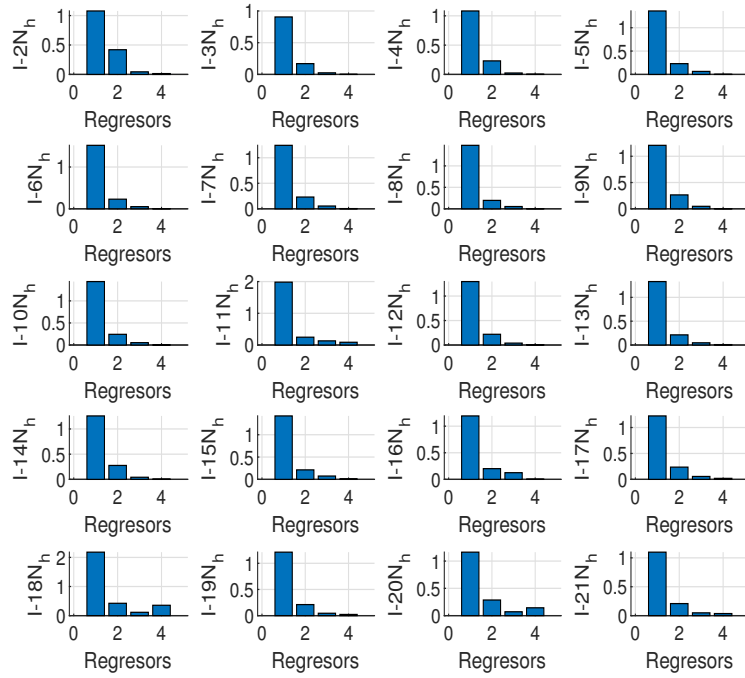 I-2N_h
1
0.5
0
0 2 4
Regresors
I-3N_h
1
0.5
0
0 2 4
Regresors
I-4N_h
1
0.5
0
0 2 4
Regresors
I-5N_h
1
0.5
0
0 2 4
Regresors
I-6N_h
1
0
0 2 4
Regresors
I-7N_h
1
0.5
0
0 2 4
Regresors
I-8N_h
1
0.5
0
0 2 4
Regresors
I-9N_h
1
0.5
0
0 2 4
Regresors
I-10N_h
1
0.5
0
0 2 4
Regresors
I-11N_h
2
1
0
0 2 4
Regresors
I-12N_h
1
0.5
0
0 2 4
Regresors
I-13N_h
1
0.5
0
0 2 4
Regresors
I-14N_h
1
0.5
0
0 2 4
Regresors
I-15N_h
1
0.5
0
0 2 4
Regresors
I-16N_h
1
0.5
0
0 2 4
Regresors
I-17N_h
1
0.5
0
0 2 4
Regresors
I-18N_h
2
1
0
0 2 4
Regresors
I-19N_h
1
0.5
0
0 2 4
Regresors
I-20N_h
1
0.5
0
0 2 4
Regresors
I-21N_h
1
0.5
0
0 2 4
Regresors